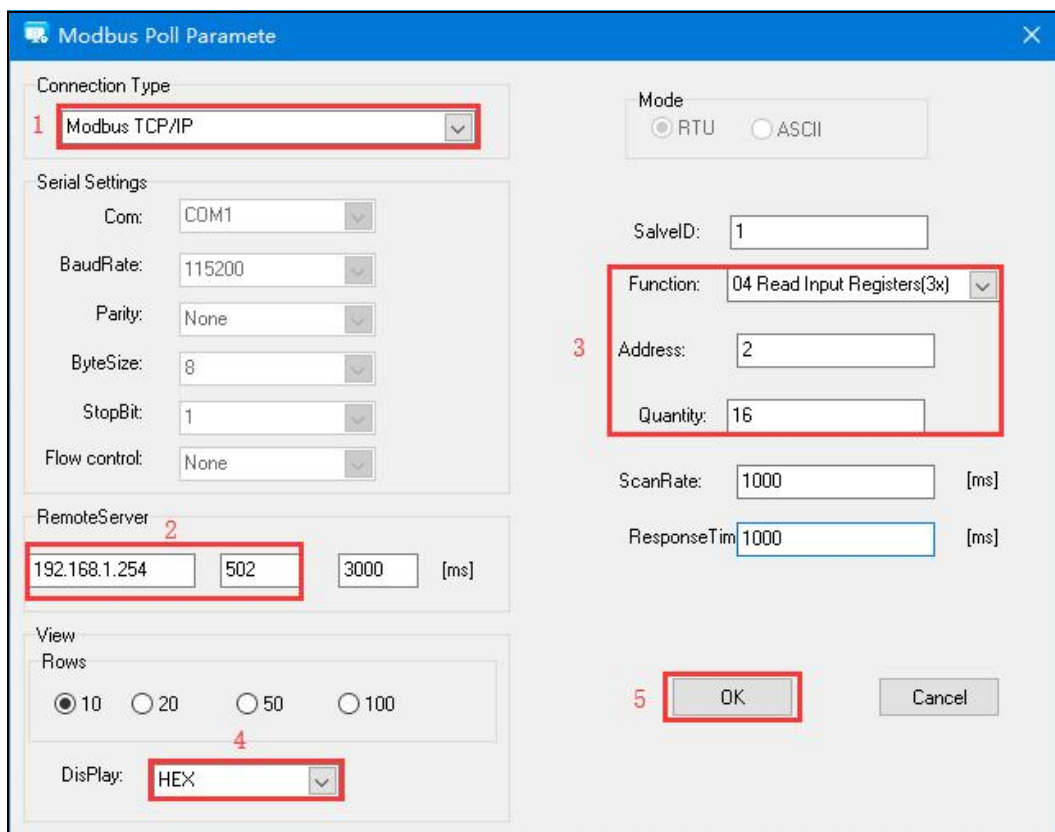 Modbus Poll Paramete
Connection Type
1 Modbus TCP/IP
Serial Settings
Com: COM1
BaudRate: 115200
Parity: None
ByteSize: 8
StopBit: 1
Flow control: None
RemoteServer
2
192.168.1.254 502 3000 [ms]
View
Rows
10 20 50 100
4
DisPlay: HEX
Mode
RTU ASCII
SalveID: 1
Function: 04 Read Input Registers(3x)
3 Address: 2
Quantity: 16
ScanRate: 1000 [ms]
ResponseTim 1000 [ms]
5 OK Cancel